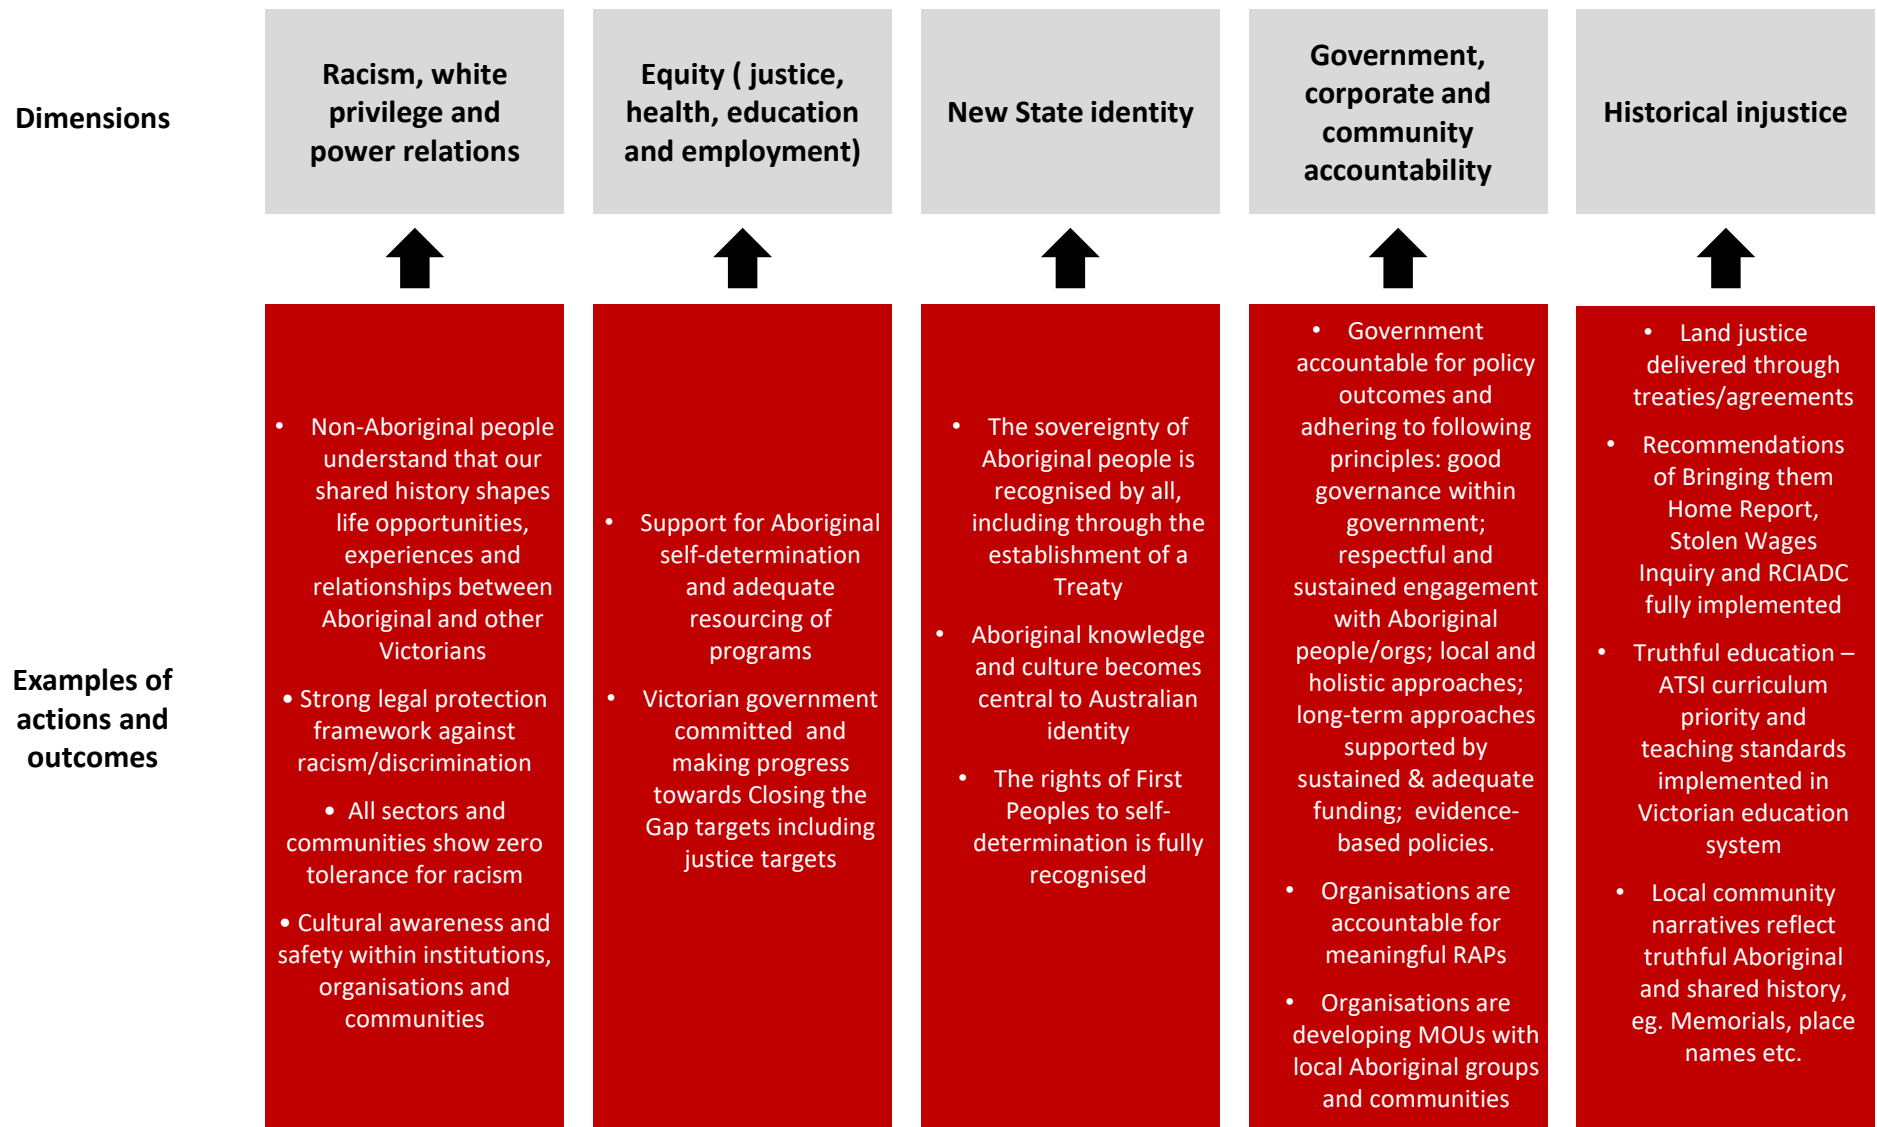 Dimensions
Racism, white
privilege and
power relations
Equity ( justice,
health, education
and employment)
New State identity
Government,
corporate and
community
accountability
Historical injustice
Examples of
actions and
outcomes
• Non-Aboriginal people
understand that our
shared history shapes
life opportunities,
experiences and
relationships between
Aboriginal and other
Victorians
• Strong legal protection
framework against
racism/discrimination
• All sectors and
communities show zero
tolerance for racism
• Cultural awareness and
safety within institutions,
organisations and
communities
• Support for Aboriginal
self-determination
and adequate
resourcing of
programs
• Victorian government
committed and
making progress
towards Closing the
Gap targets including
justice targets
• The sovereignty of
Aboriginal people is
recognised by all,
including through the
establishment of a
Treaty
• Aboriginal knowledge
and culture becomes
central to Australian
identity
• The rights of First
Peoples to self-
determination is fully
recognised
• Government
accountable for policy
outcomes and
adhering to following
principles: good
governance within
government;
respectful and
sustained engagement
with Aboriginal
people/orgs; local and
holistic approaches;
long-term approaches
supported by
sustained & adequate
funding; evidence-
based policies.
• Organisations are
accountable for
meaningful RAPs
• Organisations are
developing MOUs with
local Aboriginal groups
and communities
• Land justice
delivered through
treaties/agreements
• Recommendations
of Bringing them
Home Report,
Stolen Wages
Inquiry and RCIADC
fully implemented
• Truthful education –
ATSI curriculum
priority and
teaching standards
implemented in
Victorian education
system
• Local community
narratives reflect
truthful Aboriginal
and shared history,
eg. Memorials, place
names etc.